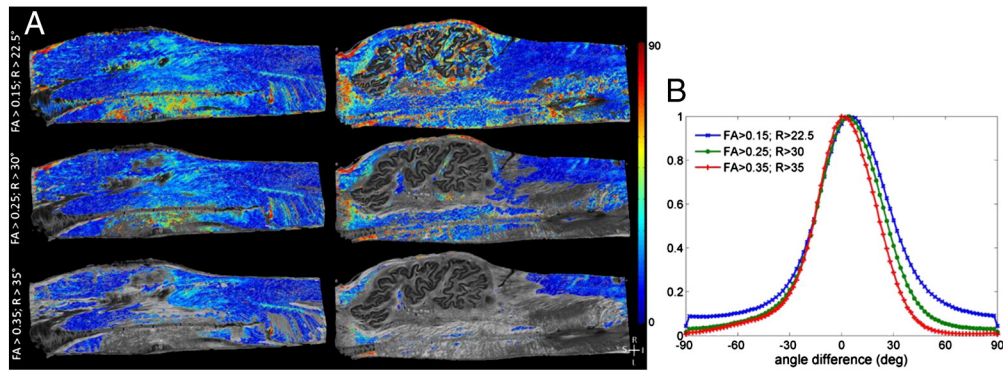 A
FA > 0.15; R > 22.5°
FA > 0.25; R > 30°
FA > 0.35; R > 35°
90
0
R
S
I
L
B
FA>0.15; R>22.5
FA>0.25; R>30
FA>0.35; R>35
1
0.8
0.6
0.4
0.2
0
-90
-60
-30
0
30
60
90
angle difference (deg)